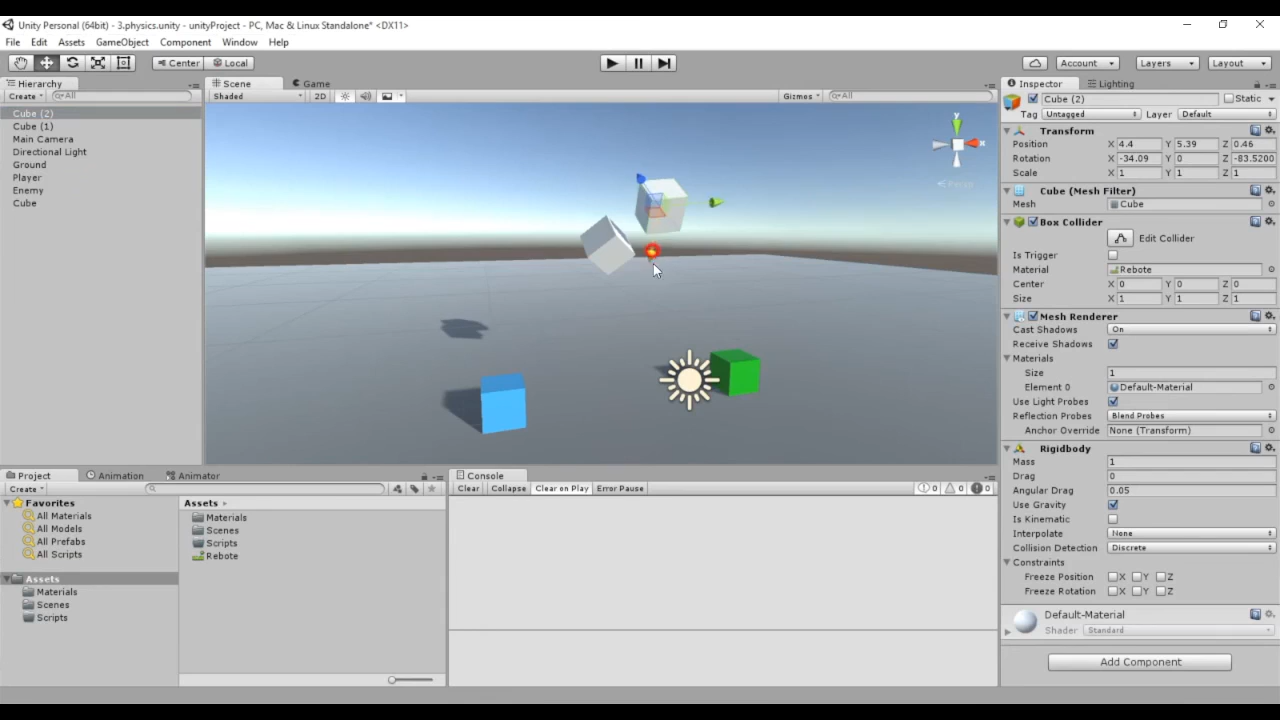 Unity Personal (64bit) - 3.physics.unity - unityProject - PC, Mac & Linux Standalone* <DX11>
File Edit Assets GameObject Component Window Help
Center Local Account Layers Layout
Hierarchy
Create All
Cube (2)
Cube (1)
Main Camera
Directional Light
Ground
Player
Enemy
Cube
Scene Game
Shaded 2D Gizmos All
y
x
Persp
Project Animation Animator
Create
Favorites
All Materials
All Models
All Prefabs
All Scripts
Assets
Materials
Scenes
Scripts
Assets
Materials
Scenes
Scripts
Rebote
Console
Clear Collapse Clear on Play Error Pause 0 0 0
Inspector Lighting
Cube (2) Static
Tag Untagged Layer Default
Transform
Position X 4.4 Y 5.39 Z 0.46
Rotation X -34.09 Y 0 Z -83.5200
Scale X 1 Y 1 Z 1
Cube (Mesh Filter)
Mesh Cube
Box Collider
Edit Collider
Is Trigger
Material Rebote
Center X 0 Y 0 Z 0
Size X 1 Y 1 Z 1
Mesh Renderer
Cast Shadows On
Receive Shadows
Materials
Size 1
Element 0 Default-Material
Use Light Probes
Reflection Probes Blend Probes
Anchor Override None (Transform)
Rigidbody
Mass 1
Drag 0
Angular Drag 0.05
Use Gravity
Is Kinematic
Interpolate None
Collision Detection Discrete
Constraints
Freeze Position X Y Z
Freeze Rotation X Y Z
Default-Material
Shader Standard
Add Component